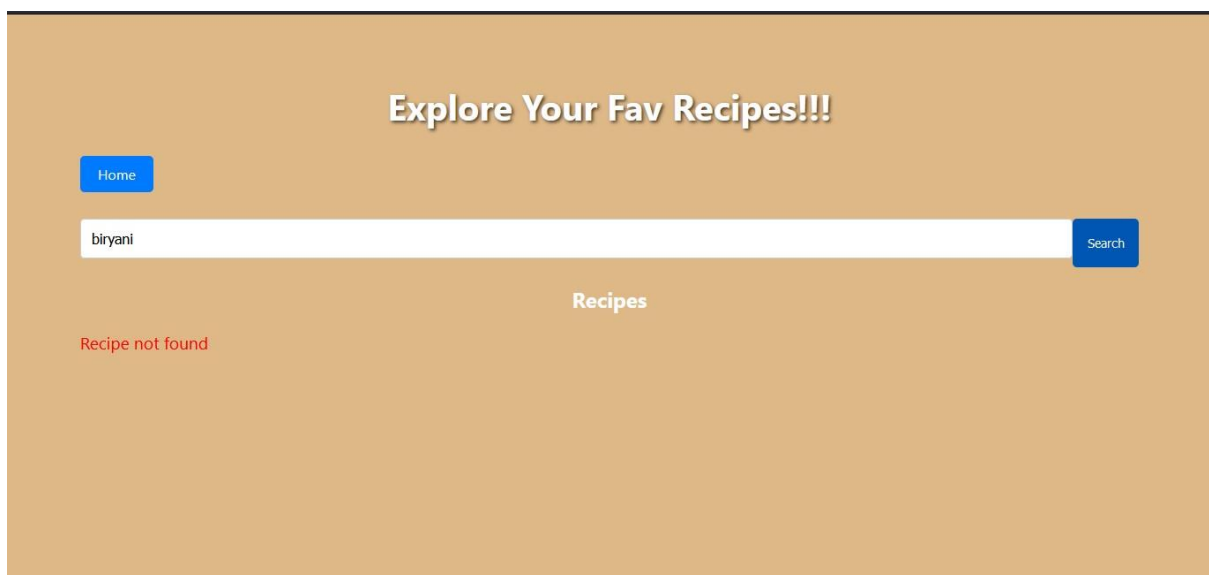 Explore Your Fav Recipes!!!
Home
biryani
Search
Recipes
Recipe not found